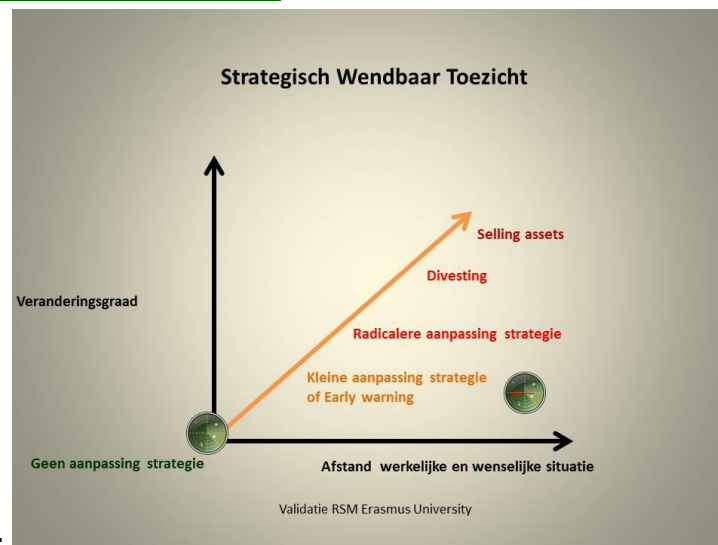 Strategisch Wendbaar Toezicht
Selling assets
Divesting
Veranderingsgraad
Radicalere aanpassing strategie
Kleine aanpassing strategie
of Early warning
Geen aanpassing strategie
Afstand werkelijke en wenselijke situatie
Validatie RSM Erasmus University